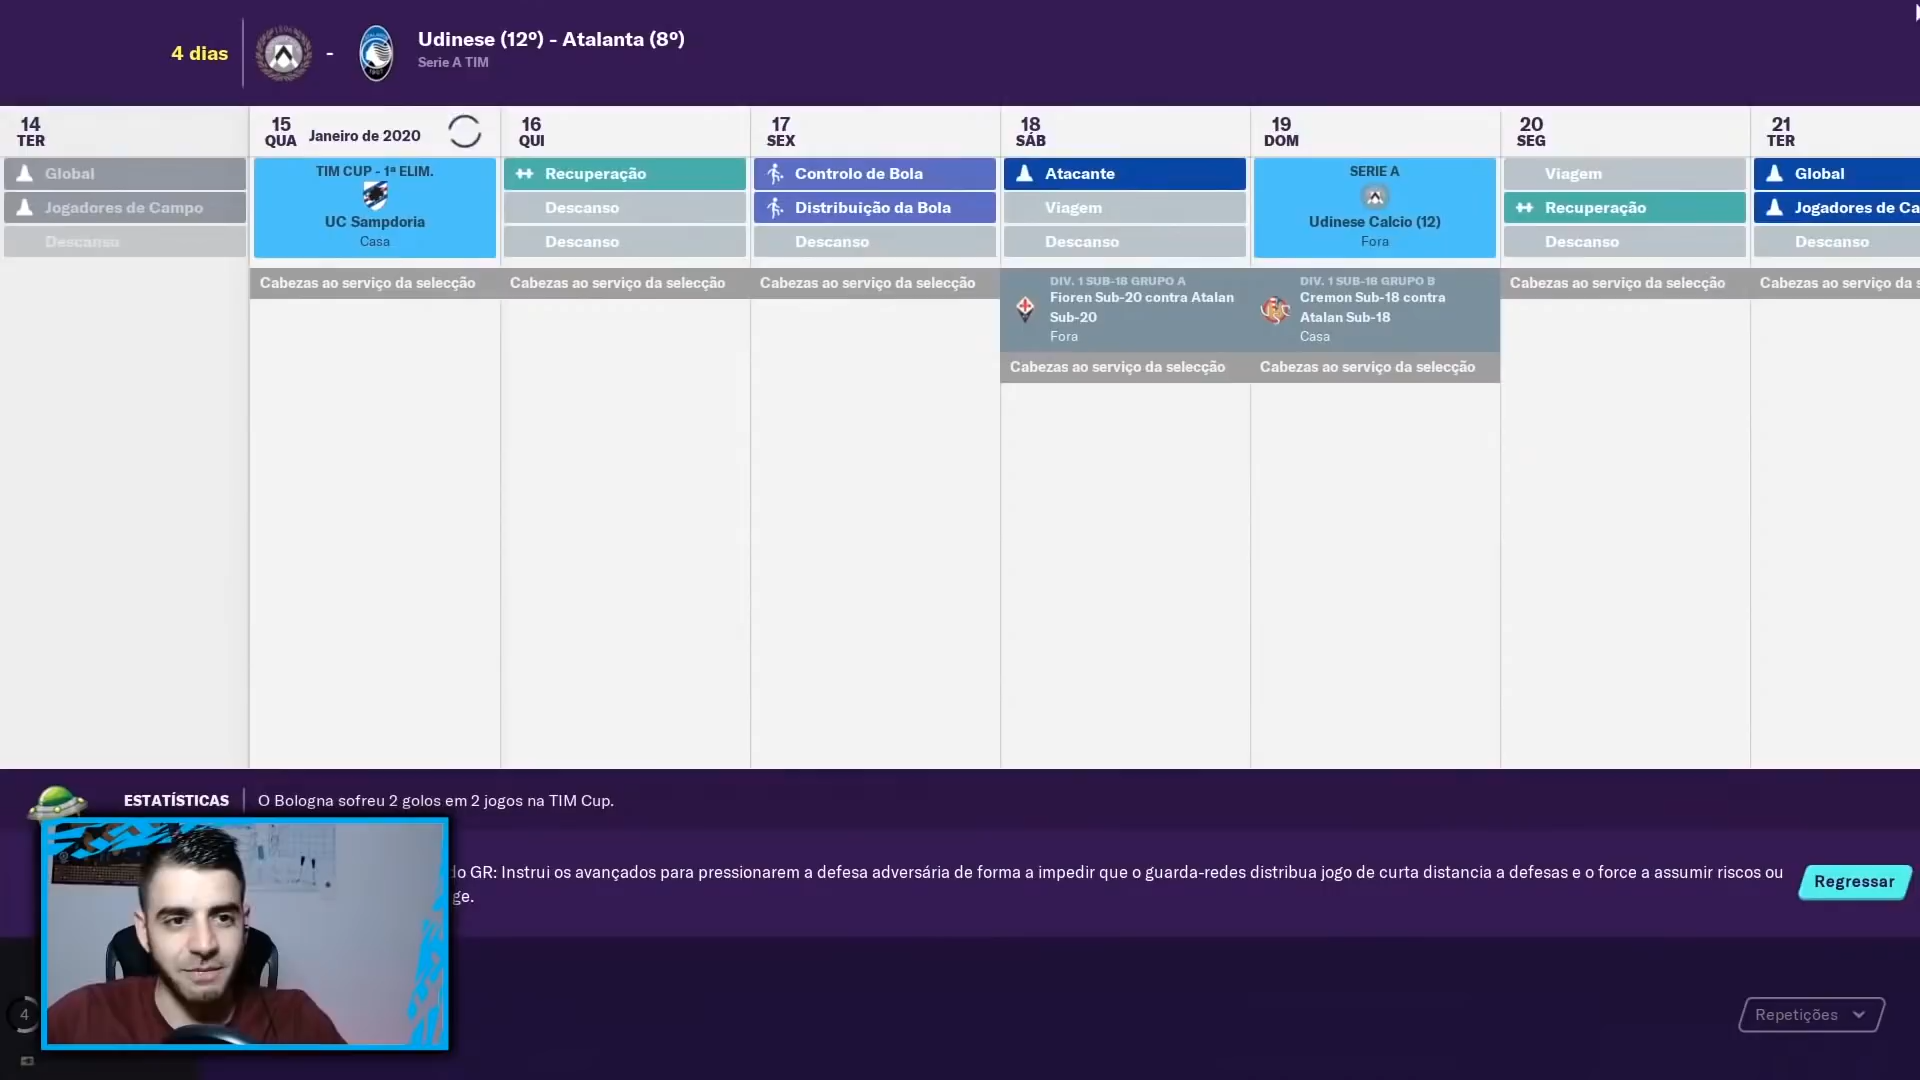 4 dias
-
Udinese (12º) - Atalanta (8º)
Serie A TIM
14
TER
15
QUA
Janeiro de 2020
16
QUI
17
SEX
18
SÁB
19
DOM
20
SEG
21
TER
Global
Jogadores de Campo
Descanso
TIM CUP - 1ª ELIM.
UC Sampdoria
Casa
Recuperação
Descanso
Descanso
Controlo de Bola
Distribuição da Bola
Descanso
Atacante
Viagem
Descanso
SERIE A
Udinese Calcio (12)
Fora
Viagem
Recuperação
Descanso
Global
Jogadores de Ca
Descanso
Cabezas ao serviço da selecção
Cabezas ao serviço da selecção
Cabezas ao serviço da selecção
DIV. 1 SUB-18 GRUPO A
Fioren Sub-20 contra Atalan
Sub-20
Fora
DIV. 1 SUB-18 GRUPO B
Cremon Sub-18 contra
Atalan Sub-18
Casa
Cabezas ao serviço da selecção
Cabezas ao serviço da s
Cabezas ao serviço da selecção
Cabezas ao serviço da selecção
ESTATÍSTICAS
O Bologna sofreu 2 golos em 2 jogos na TIM Cup.
do GR: Instrui os avançados para pressionarem a defesa adversária de forma a impedir que o guarda-redes distribua jogo de curta distancia a defesas e o force a assumir riscos ou
ge.
Regressar
4
Repetições